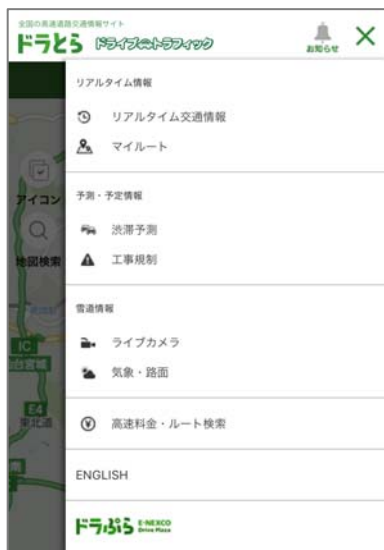 全国の高速道路交通情報サイト
ドラとら ドライブ トラフィック
お知らせ
リアルタイム情報
リアルタイム交通情報
マイルート
アイコン
予測・予定情報
渋滞予測
地図検索
工事規制
雪道情報
IC
ライブカメラ
台宮城
気象・路面
E4
東北道
高速料金・ルート検索
ENGLISH
ドラぷら E-NEXCO
Drive Plaza